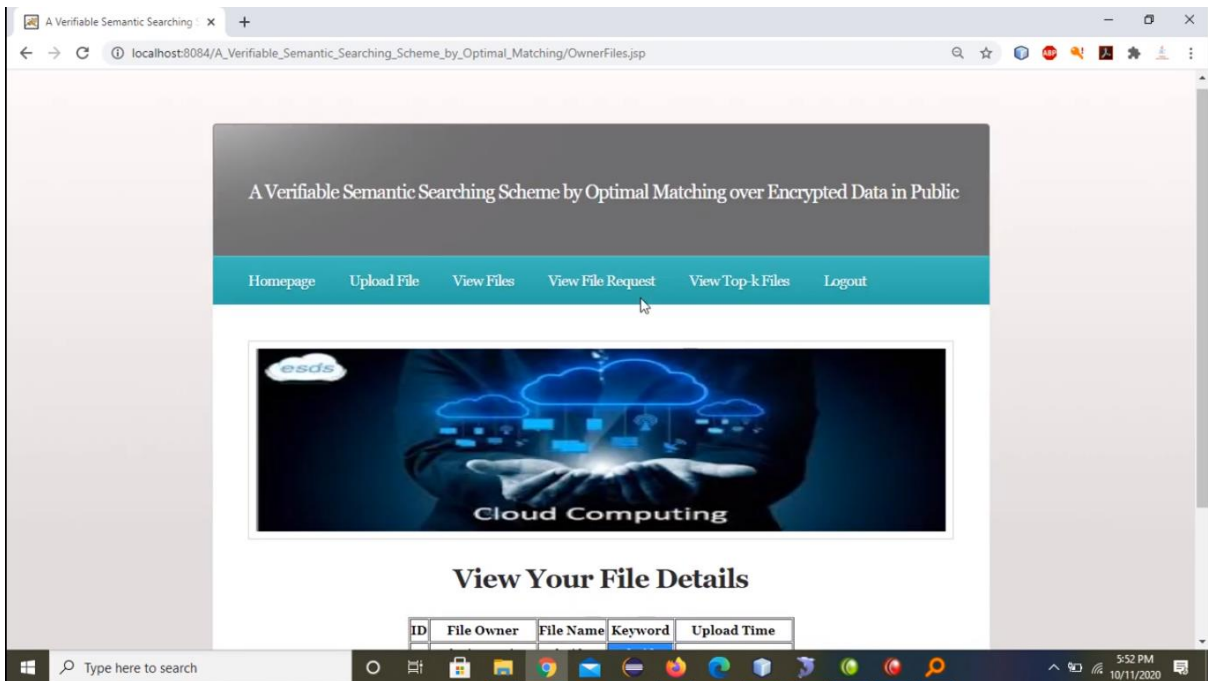 A Verifiable Semantic Searching S
localhost:8084/A_Verifiable_Semantic_Searching_Scheme_by_Optimal_Matching/OwnerFiles.jsp
ABP
A Verifiable Semantic Searching Scheme by Optimal Matching over Encrypted Data in Public
Homepage Upload File View Files View File Request View Top-k Files Logout
esds
Cloud Computing
View Your File Details
ID File Owner File Name Keyword Upload Time
Type here to search
5:52 PM
10/11/2020